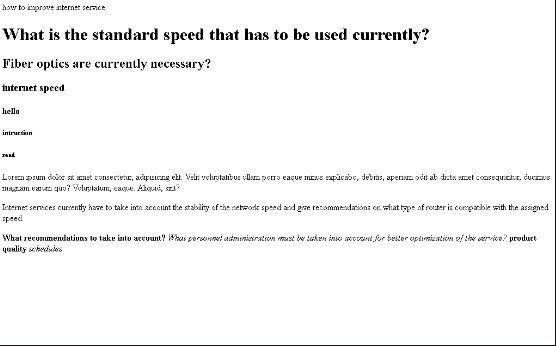 how to improve internet service
What is the standard speed that has to be used currently?
Fiber optics are currently necessary?
internet speed
hello
intruction
read
Lorem ipsum dolor sit amet consectetur, adipisicing elit. Velit voluptatibus ullam porro eaque minus explicabo, debitis, aperiam odit ab dicta amet consequuntur, ducimus
magnam earum quo? Voluptatum, eaque. Aliquid, sint?
Internet services currently have to take into account the stability of the network speed and give recommendations on what type of router is compatible with the assigned
speed.
What recommendations to take into account? What personnel administration must be taken into account for better optimization of the service? product
quality schedules